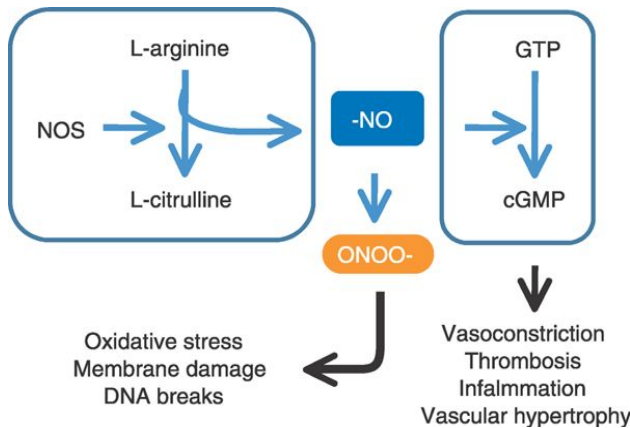 L-arginine
GTP
NOS
-NO
L-citrulline
cGMP
ONOO-
Oxidative stress
Membrane damage
DNA breaks
Vasoconstriction
Thrombosis
Infalmmation
Vascular hypertrophy